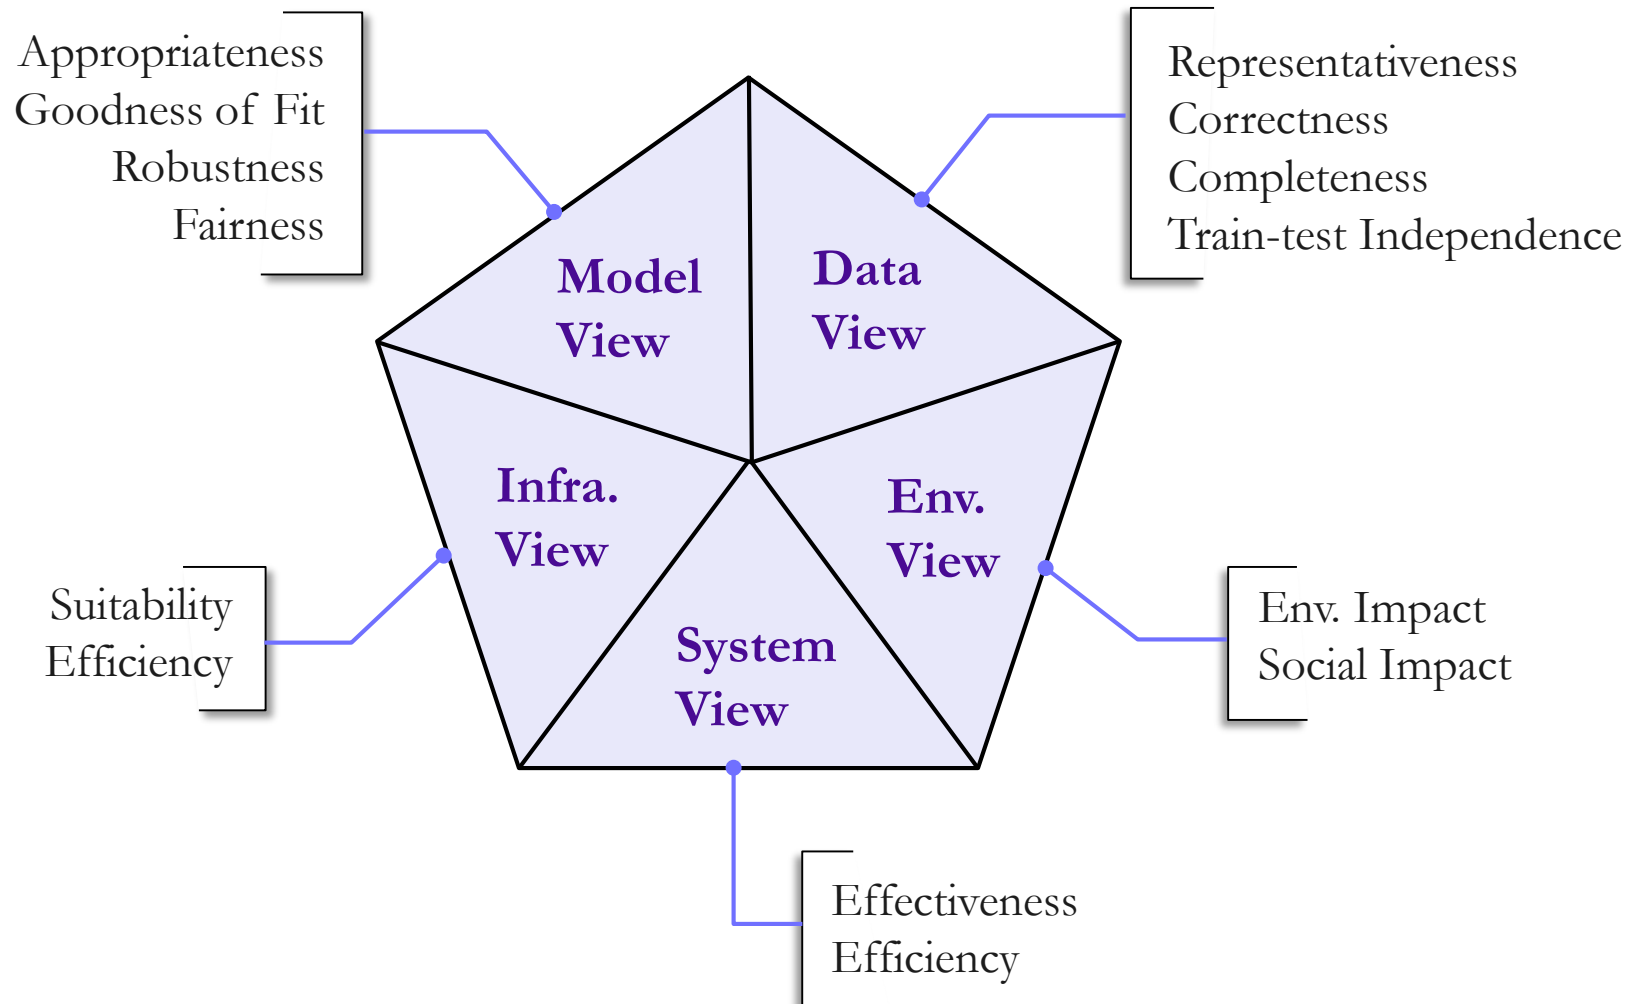 Appropriateness
Goodness of Fit
Robustness
Fairness
Representativeness
Correctness
Completeness
Train-test Independence
Model
View
Data
View
Infra.
View
Env.
View
System
View
Suitability
Efficiency
Env. Impact
Social Impact
Effectiveness
Efficiency